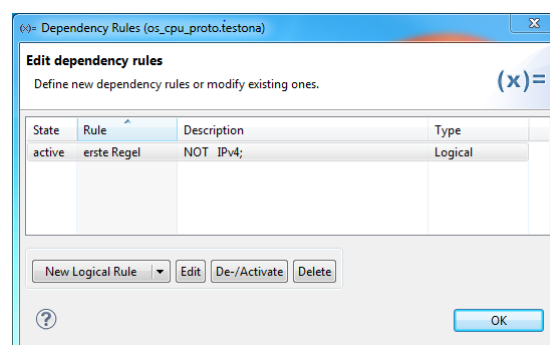 (x)= Dependency Rules (os_cpu_proto.testona)
Edit dependency rules
Define new dependency rules or modify existing ones.
(x)=
State Rule Description Type
active erste Regel NOT IPv4; Logical
New Logical Rule Edit De-/Activate Delete
? OK